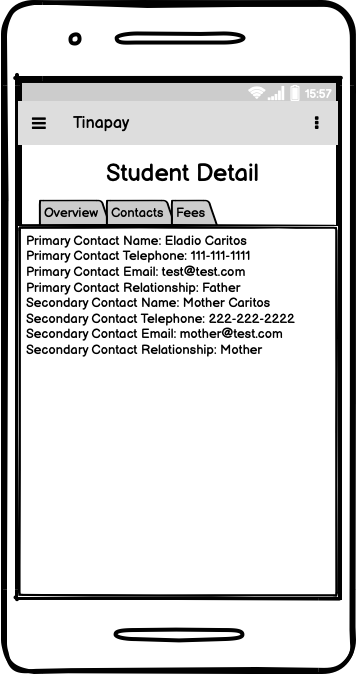 15:57
Tinapay
Student Detail
Overview Contacts Fees
Primary Contact Name: Eladio Caritos
Primary Contact Telephone: 111-111-1111
Primary Contact Email: test@test.com
Primary Contact Relationship: Father
Secondary Contact Name: Mother Caritos
Secondary Contact Telephone: 222-222-2222
Secondary Contact Email: mother@test.com
Secondary Contact Relationship: Mother